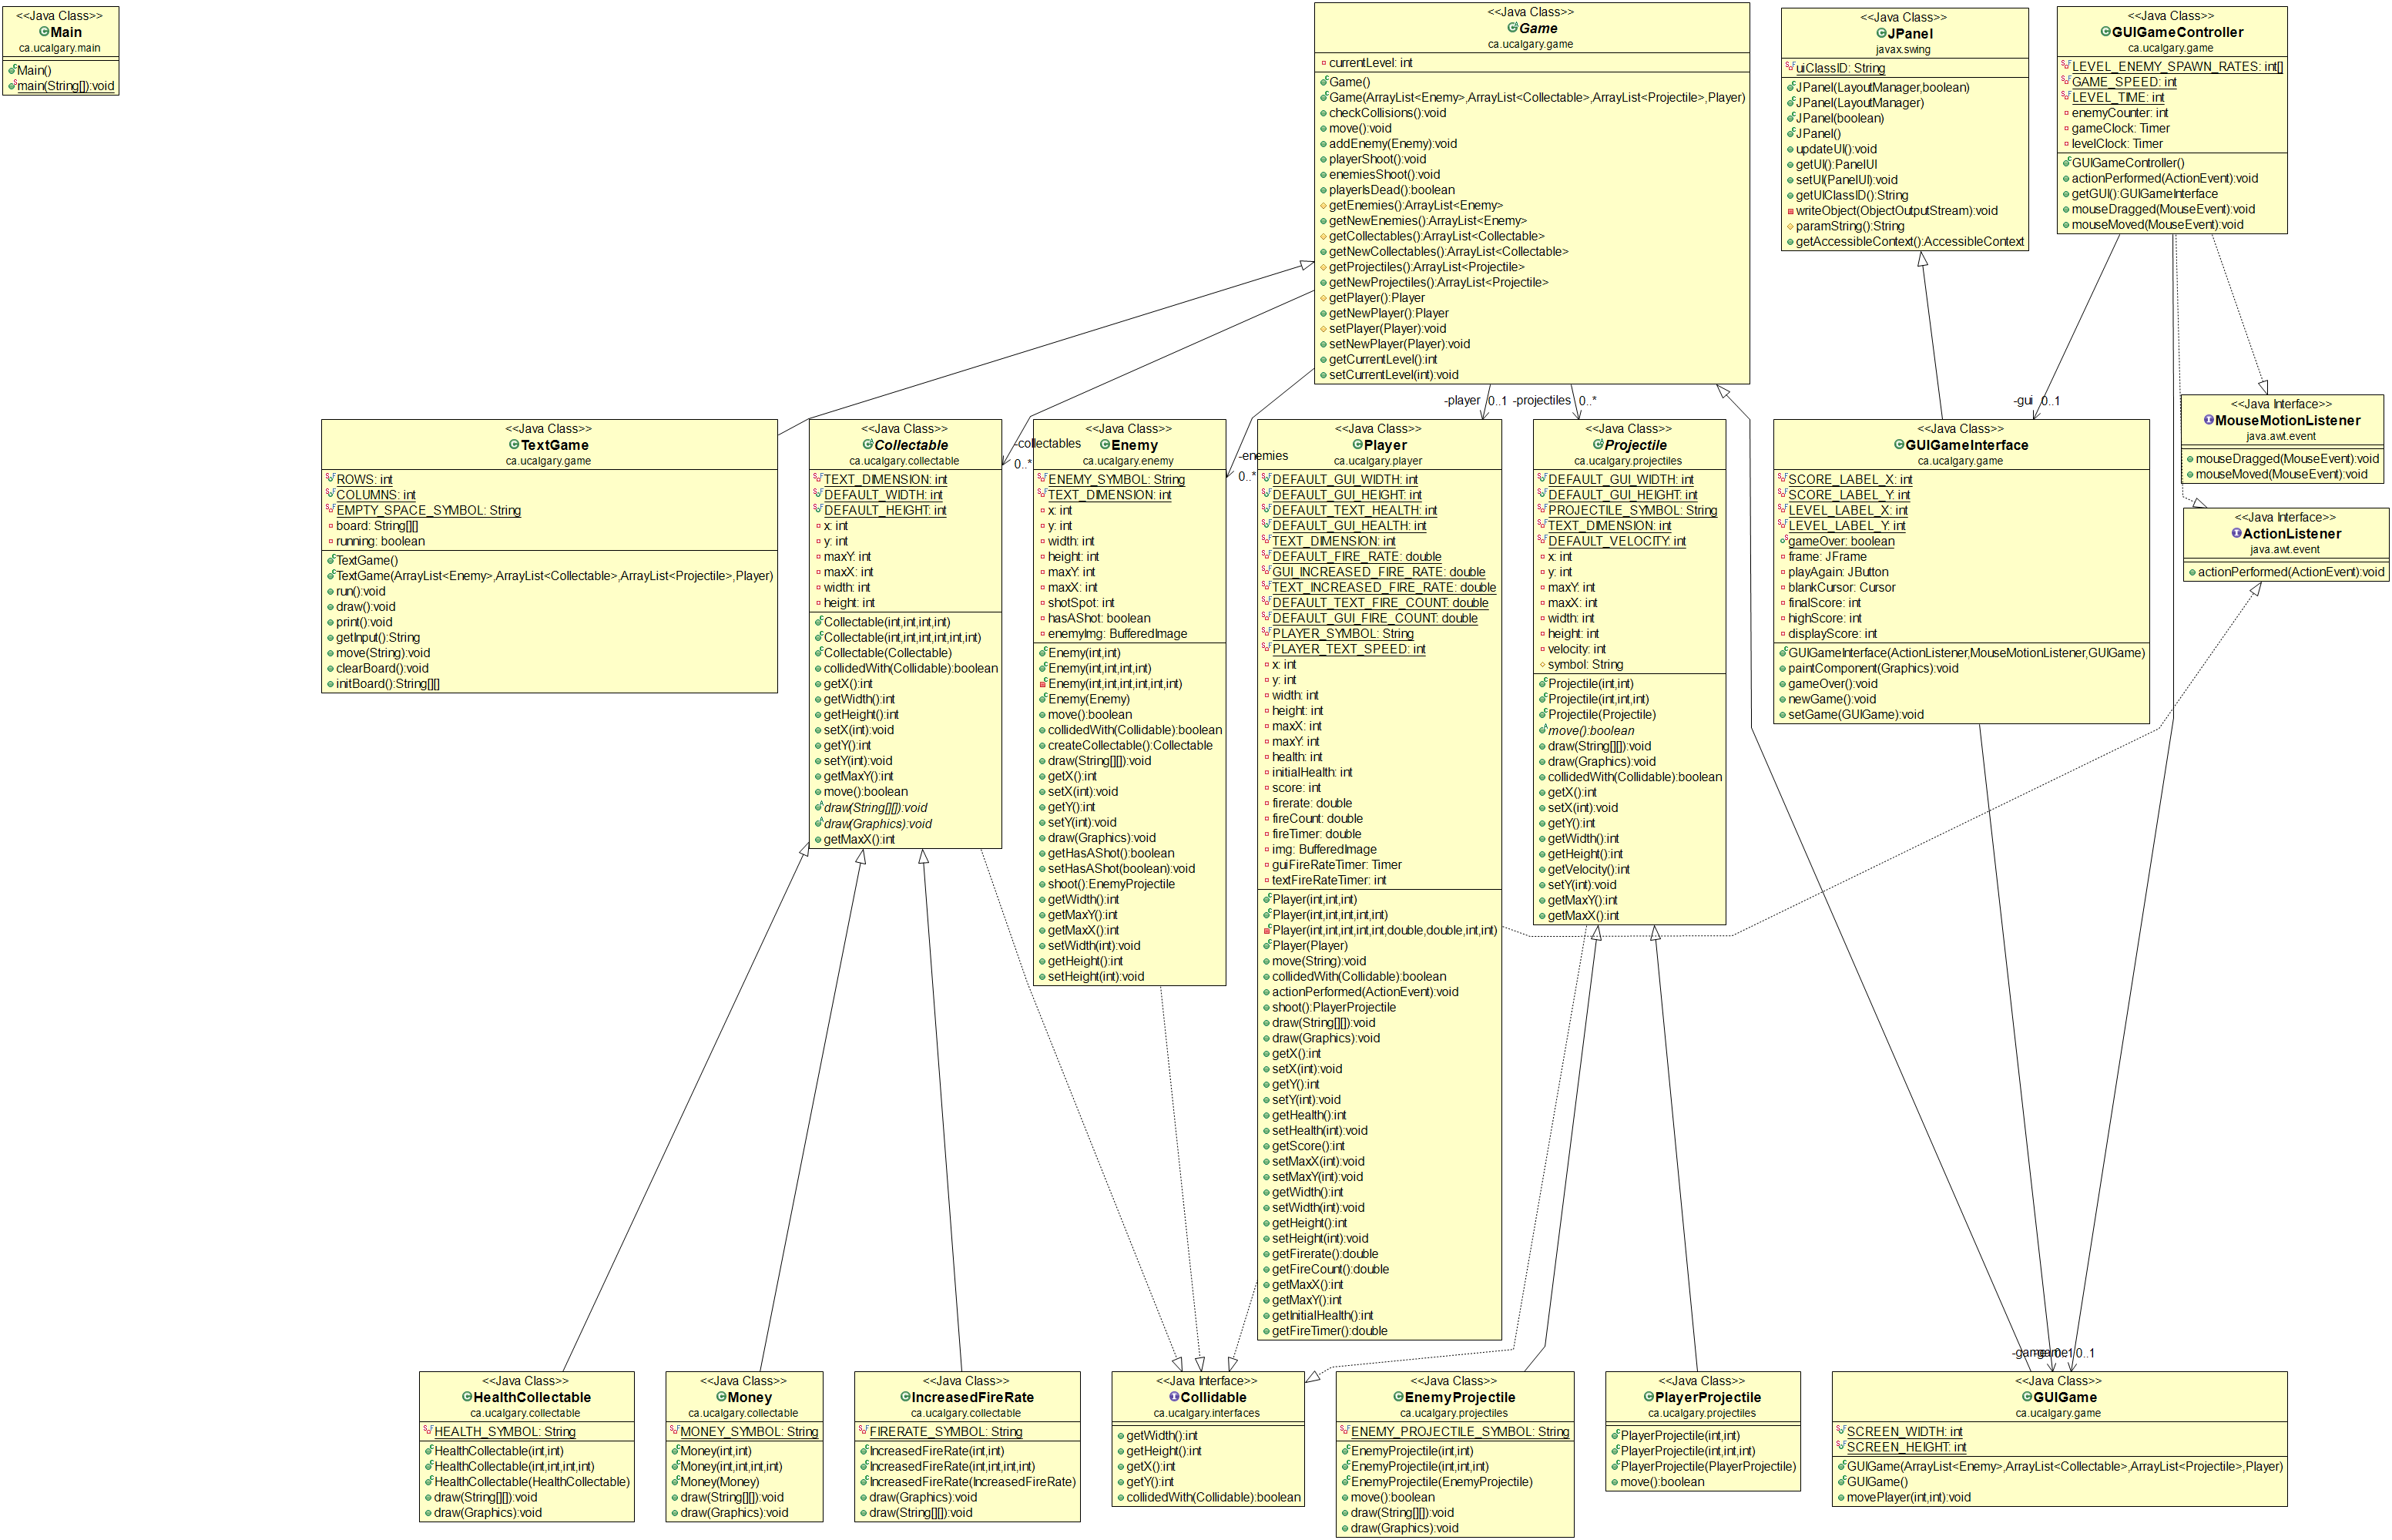 <<Java Class>>
Main
ca.ucalgary.main
Main()
main(String[]):void
<<Java Class>>
Game
ca.ucalgary.game
currentLevel: int
Game()
Game(ArrayList<Enemy>,ArrayList<Collectable>,ArrayList<Projectile>,Player)
checkCollisions():void
move():void
addEnemy(Enemy):void
playerShoot():void
enemiesShoot():void
playerIsDead():boolean
getEnemies():ArrayList<Enemy>
getNewEnemies():ArrayList<Enemy>
getCollectables():ArrayList<Collectable>
getNewCollectables():ArrayList<Collectable>
getProjectiles():ArrayList<Projectile>
getNewProjectiles():ArrayList<Projectile>
getPlayer():Player
getNewPlayer():Player
setPlayer(Player):void
setNewPlayer(Player):void
getCurrentLevel():int
setCurrentLevel(int):void
<<Java Class>>
JPanel
javax.swing
uiClassID: String
JPanel(LayoutManager,boolean)
JPanel(LayoutManager)
JPanel(boolean)
JPanel()
updateUI():void
getUI():PanelUI
setUI(PanelUI):void
getUIClassID():String
writeObject(ObjectOutputStream):void
paramString():String
getAccessibleContext():AccessibleContext
<<Java Class>>
GUIGameController
ca.ucalgary.game
LEVEL_ENEMY_SPAWN_RATES: int[]
GAME_SPEED: int
LEVEL_TIME: int
enemyCounter: int
gameClock: Timer
levelClock: Timer
GUIGameController()
actionPerformed(ActionEvent):void
getGUI():GUIGameInterface
mouseDragged(MouseEvent):void
mouseMoved(MouseEvent):void
-player 0..1
-projectiles 0..*
-gui 0..1
-collectables
0..*
-enemies
0..*
<<Java Interface>>
MouseMotionListener
java.awt.event
mouseDragged(MouseEvent):void
mouseMoved(MouseEvent):void
<<Java Interface>>
ActionListener
java.awt.event
actionPerformed(ActionEvent):void
<<Java Class>>
TextGame
ca.ucalgary.game
ROWS: int
COLUMNS: int
EMPTY_SPACE_SYMBOL: String
board: String[][]
running: boolean
TextGame()
TextGame(ArrayList<Enemy>,ArrayList<Collectable>,ArrayList<Projectile>,Player)
run():void
draw():void
print():void
getInput():String
move(String):void
clearBoard():void
initBoard():String[][]
<<Java Class>>
Collectable
ca.ucalgary.collectable
TEXT_DIMENSION: int
DEFAULT_WIDTH: int
DEFAULT_HEIGHT: int
x: int
y: int
maxY: int
maxX: int
width: int
height: int
Collectable(int,int,int,int)
Collectable(int,int,int,int,int,int)
Collectable(Collectable)
collidedWith(Collidable):boolean
getX():int
getWidth():int
getHeight():int
setX(int):void
getY():int
setY(int):void
getMaxY():int
move():boolean
draw(String[][]):void
draw(Graphics):void
getMaxX():int
<<Java Class>>
Enemy
ca.ucalgary.enemy
ENEMY_SYMBOL: String
TEXT_DIMENSION: int
x: int
y: int
width: int
height: int
maxY: int
maxX: int
shotSpot: int
hasAShot: boolean
enemyImg: BufferedImage
Enemy(int,int)
Enemy(int,int,int,int)
Enemy(int,int,int,int,int,int)
Enemy(Enemy)
move():boolean
collidedWith(Collidable):boolean
createCollectable():Collectable
draw(String[][]):void
getX():int
setX(int):void
getY():int
setY(int):void
draw(Graphics):void
getHasAShot():boolean
setHasAShot(boolean):void
shoot():EnemyProjectile
getWidth():int
getMaxY():int
getMaxX():int
setWidth(int):void
getHeight():int
setHeight(int):void
<<Java Class>>
Player
ca.ucalgary.player
DEFAULT_GUI_WIDTH: int
DEFAULT_GUI_HEIGHT: int
DEFAULT_TEXT_HEALTH: int
DEFAULT_GUI_HEALTH: int
TEXT_DIMENSION: int
DEFAULT_FIRE_RATE: double
GUI_INCREASED_FIRE_RATE: double
TEXT_INCREASED_FIRE_RATE: double
DEFAULT_TEXT_FIRE_COUNT: double
DEFAULT_GUI_FIRE_COUNT: double
PLAYER_SYMBOL: String
PLAYER_TEXT_SPEED: int
x: int
y: int
width: int
height: int
maxX: int
maxY: int
health: int
initialHealth: int
score: int
firerate: double
fireCount: double
fireTimer: double
img: BufferedImage
guiFireRateTimer: Timer
textFireRateTimer: int
Player(int,int,int)
Player(int,int,int,int,int)
Player(int,int,int,int,int,double,double,int,int)
Player(Player)
move(String):void
collidedWith(Collidable):boolean
actionPerformed(ActionEvent):void
shoot():PlayerProjectile
draw(String[][]):void
draw(Graphics):void
getX():int
setX(int):void
getY():int
setY(int):void
getHealth():int
setHealth(int):void
getScore():int
setMaxX(int):void
setMaxY(int):void
getWidth():int
setWidth(int):void
getHeight():int
setHeight(int):void
getFirerate():double
getFireCount():double
getMaxX():int
getMaxY():int
getInitialHealth():int
getFireTimer():double
<<Java Class>>
Projectile
ca.ucalgary.projectiles
DEFAULT_GUI_WIDTH: int
DEFAULT_GUI_HEIGHT: int
PROJECTILE_SYMBOL: String
TEXT_DIMENSION: int
DEFAULT_VELOCITY: int
x: int
y: int
maxY: int
maxX: int
width: int
height: int
velocity: int
symbol: String
Projectile(int,int)
Projectile(int,int,int)
Projectile(Projectile)
move():boolean
draw(String[][]):void
draw(Graphics):void
collidedWith(Collidable):boolean
getX():int
setX(int):void
getY():int
getWidth():int
getHeight():int
getVelocity():int
setY(int):void
getMaxY():int
getMaxX():int
<<Java Class>>
GUIGameInterface
ca.ucalgary.game
SCORE_LABEL_X: int
SCORE_LABEL_Y: int
LEVEL_LABEL_X: int
LEVEL_LABEL_Y: int
gameOver: boolean
frame: JFrame
playAgain: JButton
blankCursor: Cursor
finalScore: int
highScore: int
displayScore: int
GUIGameInterface(ActionListener,MouseMotionListener,GUIGame)
paintComponent(Graphics):void
gameOver():void
newGame():void
setGame(GUIGame):void
<<Java Class>>
HealthCollectable
ca.ucalgary.collectable
HEALTH_SYMBOL: String
HealthCollectable(int,int)
HealthCollectable(int,int,int,int)
HealthCollectable(HealthCollectable)
draw(String[][]):void
draw(Graphics):void
<<Java Class>>
Money
ca.ucalgary.collectable
MONEY_SYMBOL: String
Money(int,int)
Money(int,int,int,int)
Money(Money)
draw(String[][]):void
draw(Graphics):void
<<Java Class>>
IncreasedFireRate
ca.ucalgary.collectable
FIRERATE_SYMBOL: String
IncreasedFireRate(int,int)
IncreasedFireRate(int,int,int,int)
IncreasedFireRate(IncreasedFireRate)
draw(Graphics):void
draw(String[][]):void
<<Java Interface>>
Collidable
ca.ucalgary.interfaces
getWidth():int
getHeight():int
getX():int
getY():int
collidedWith(Collidable):boolean
<<Java Class>>
EnemyProjectile
ca.ucalgary.projectiles
ENEMY_PROJECTILE_SYMBOL: String
EnemyProjectile(int,int)
EnemyProjectile(int,int,int)
EnemyProjectile(EnemyProjectile)
move():boolean
draw(String[][]):void
draw(Graphics):void
<<Java Class>>
PlayerProjectile
ca.ucalgary.projectiles
PlayerProjectile(int,int)
PlayerProjectile(int,int,int)
PlayerProjectile(PlayerProjectile)
move():boolean
-game 0..1
<<Java Class>>
GUIGame
ca.ucalgary.game
SCREEN_WIDTH: int
SCREEN_HEIGHT: int
GUIGame(ArrayList<Enemy>,ArrayList<Collectable>,ArrayList<Projectile>,Player)
GUIGame()
movePlayer(int,int):void